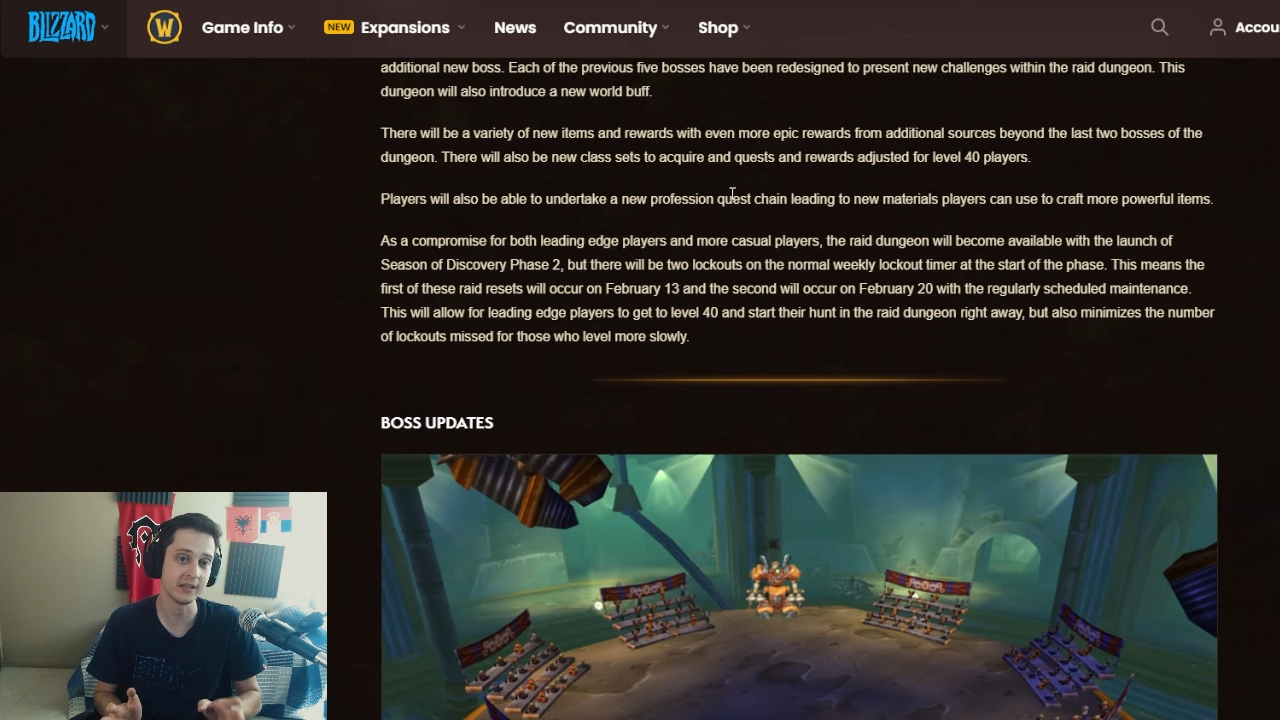 BLIZZARD
W
Game Info
NEW
Expansions
News
Community
Shop
Accou
additional new boss. Each of the previous five bosses have been redesigned to present new challenges within the raid dungeon. This
dungeon will also introduce a new world buff.
There will be a variety of new items and rewards with even more epic rewards from additional sources beyond the last two bosses of the
dungeon. There will also be new class sets to acquire and quests and rewards adjusted for level 40 players.
Players will also be able to undertake a new profession quest chain leading to new materials players can use to craft more powerful items.
As a compromise for both leading edge players and more casual players, the raid dungeon will become available with the launch of
Season of Discovery Phase 2, but there will be two lockouts on the normal weekly lockout timer at the start of the phase. This means the
first of these raid resets will occur on February 13 and the second will occur on February 20 with the regularly scheduled maintenance.
This will allow for leading edge players to get to level 40 and start their hunt in the raid dungeon right away, but also minimizes the number
of lockouts missed for those who level more slowly.
BOSS UPDATES